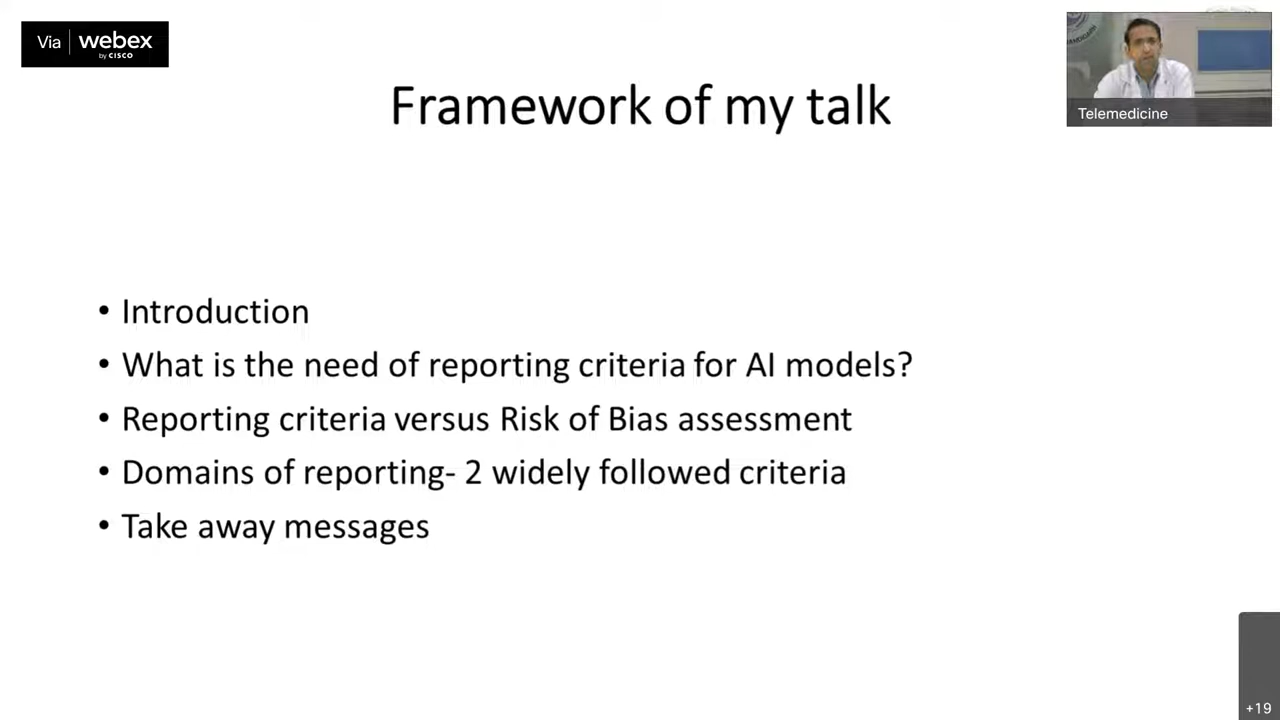 Via webex
by CISCO
Framework of my talk
Telemedicine
• Introduction
• What is the need of reporting criteria for AI models?
• Reporting criteria versus Risk of Bias assessment
• Domains of reporting- 2 widely followed criteria
• Take away messages
+19